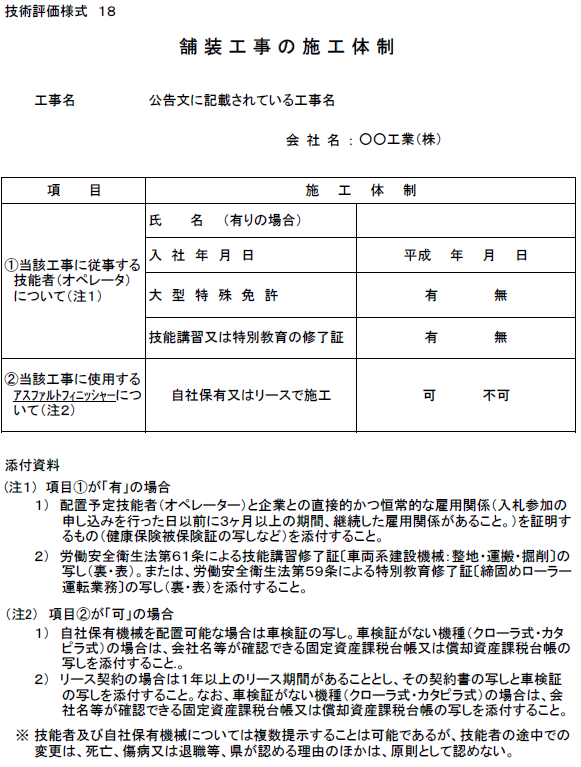 技術評価様式　１８
舗装工事の施工体制
工事名　公告文に記載されている工事名
会社名：〇〇工業（株）
項　目　施　工　体　制
①当該工事に従事する
技能者（オペレータ）
について（注１）
氏　名　（有りの場合）
入社年月日　平成　年　月　日
大型特殊免許　有　無
技能講習又は特別教育の修了証　有　無
②当該工事に使用する
ｱｽﾌｧﾙﾄﾌｨﾆｯｼｬｰにつ
いて（注２）
自社保有又はリースで施工　可　不可
添付資料
（注１）　項目①が「有」の場合
１）　配置予定技能者（オペレーター）と企業との直接的かつ恒常的な雇用関係（入札参加の
申し込みを行った日以前に３ヶ月以上の期間、継続した雇用関係があること。）を証明す
るもの（健康保険被保険証の写しなど）を添付すること。
２）　労働安全衛生法第６１条による技能講習修了証〔車両系建設機械：整地・運搬・掘削〕の
写し（裏・表）。または、労働安全衛生法第５９条による特別教育修了証〔締固めローラー
運転業務〕の写し（裏・表）を添付すること。
（注２）　項目②が「可」の場合
１）　自社保有機械を配置可能な場合は車検証の写し。車検証がない機種（クローラ式・カタ
ピラ式）の場合は、会社名等が確認できる固定資産課税台帳又は償却資産課税台帳の
写しを添付すること。
２）　リース契約の場合は１年以上のリース期間があることとし、その契約書の写しと車検証
の写しを添付すること。なお、車検証がない機種（クローラ式・カタピラ式）の場合は、会
社名等が確認できる固定資産課税台帳又は償却資産課税台帳の写しを添付すること。
※　技能者及び自社保有機械については複数提示することは可能であるが、技能者の途中での
変更は、死亡、傷病又は退職等、県が認める理由のほかは、原則として認めない。